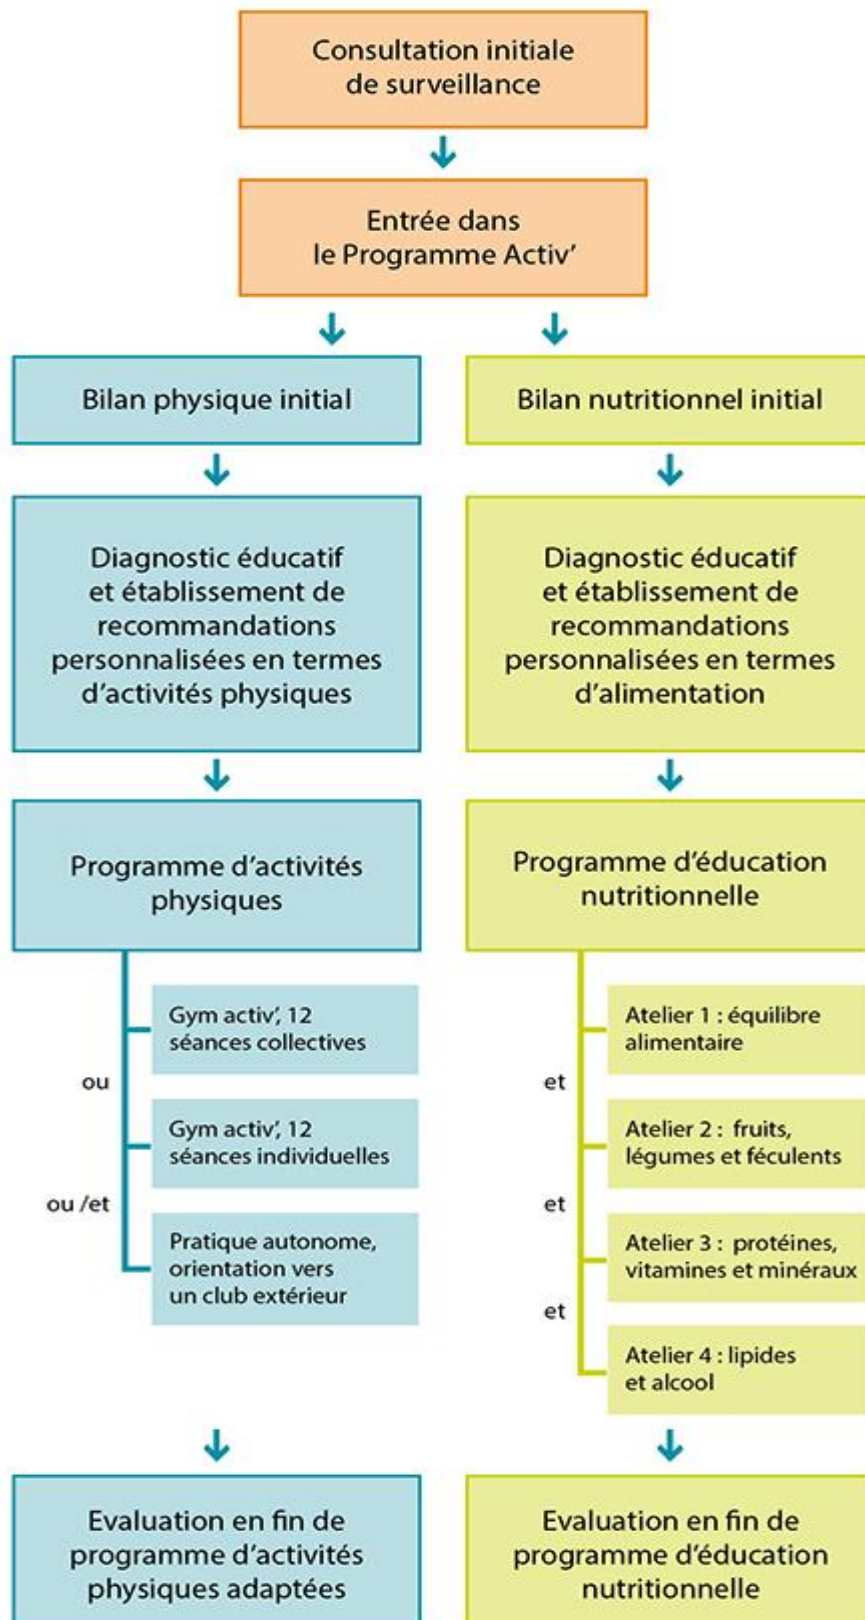 Consultation initiale
de surveillance
Entrée dans
le Programme Activ’
Bilan physique initial
Bilan nutritionnel initial
Diagnostic éducatif
et établissement de
recommandations
personnalisées en termes
d’activités physiques
Diagnostic éducatif
et établissement de
recommandations
personnalisées en termes
d’alimentation
Programme d’activités
physiques
Gym activ’, 12
séances collectives
ou
Gym activ’, 12
séances individuelles
ou /et
Pratique autonome,
orientation vers
un club extérieur
Programme d’éducation
nutritionnelle
Atelier 1 : équilibre
alimentaire
et
Atelier 2 : fruits,
légumes et féculents
et
Atelier 3 : protéines,
vitamines et minéraux
et
Atelier 4 : lipides
et alcool
Evaluation en fin de
programme d’activités
physiques adaptées
Evaluation en fin de
programme d’éducation
nutritionnelle